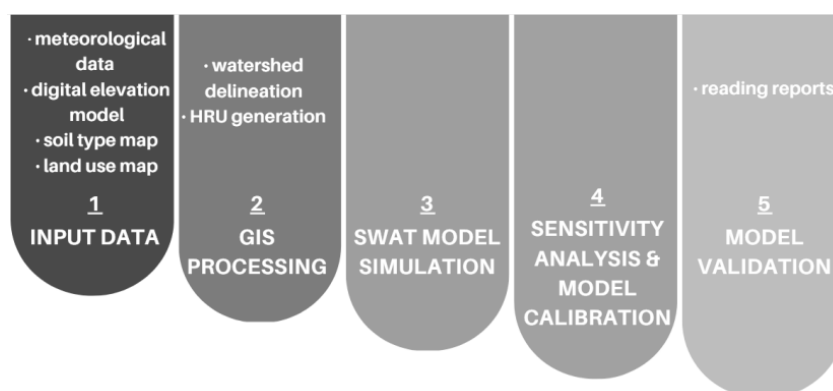 · meteorological
data
· digital elevation
model
· soil type map
· land use map
1
INPUT DATA
· watershed
delineation
· HRU generation
2
GIS
PROCESSING
3
SWAT MODEL
SIMULATION
4
SENSITIVITY
ANALYSIS &
MODEL
CALIBRATION
· reading reports
5
MODEL
VALIDATION